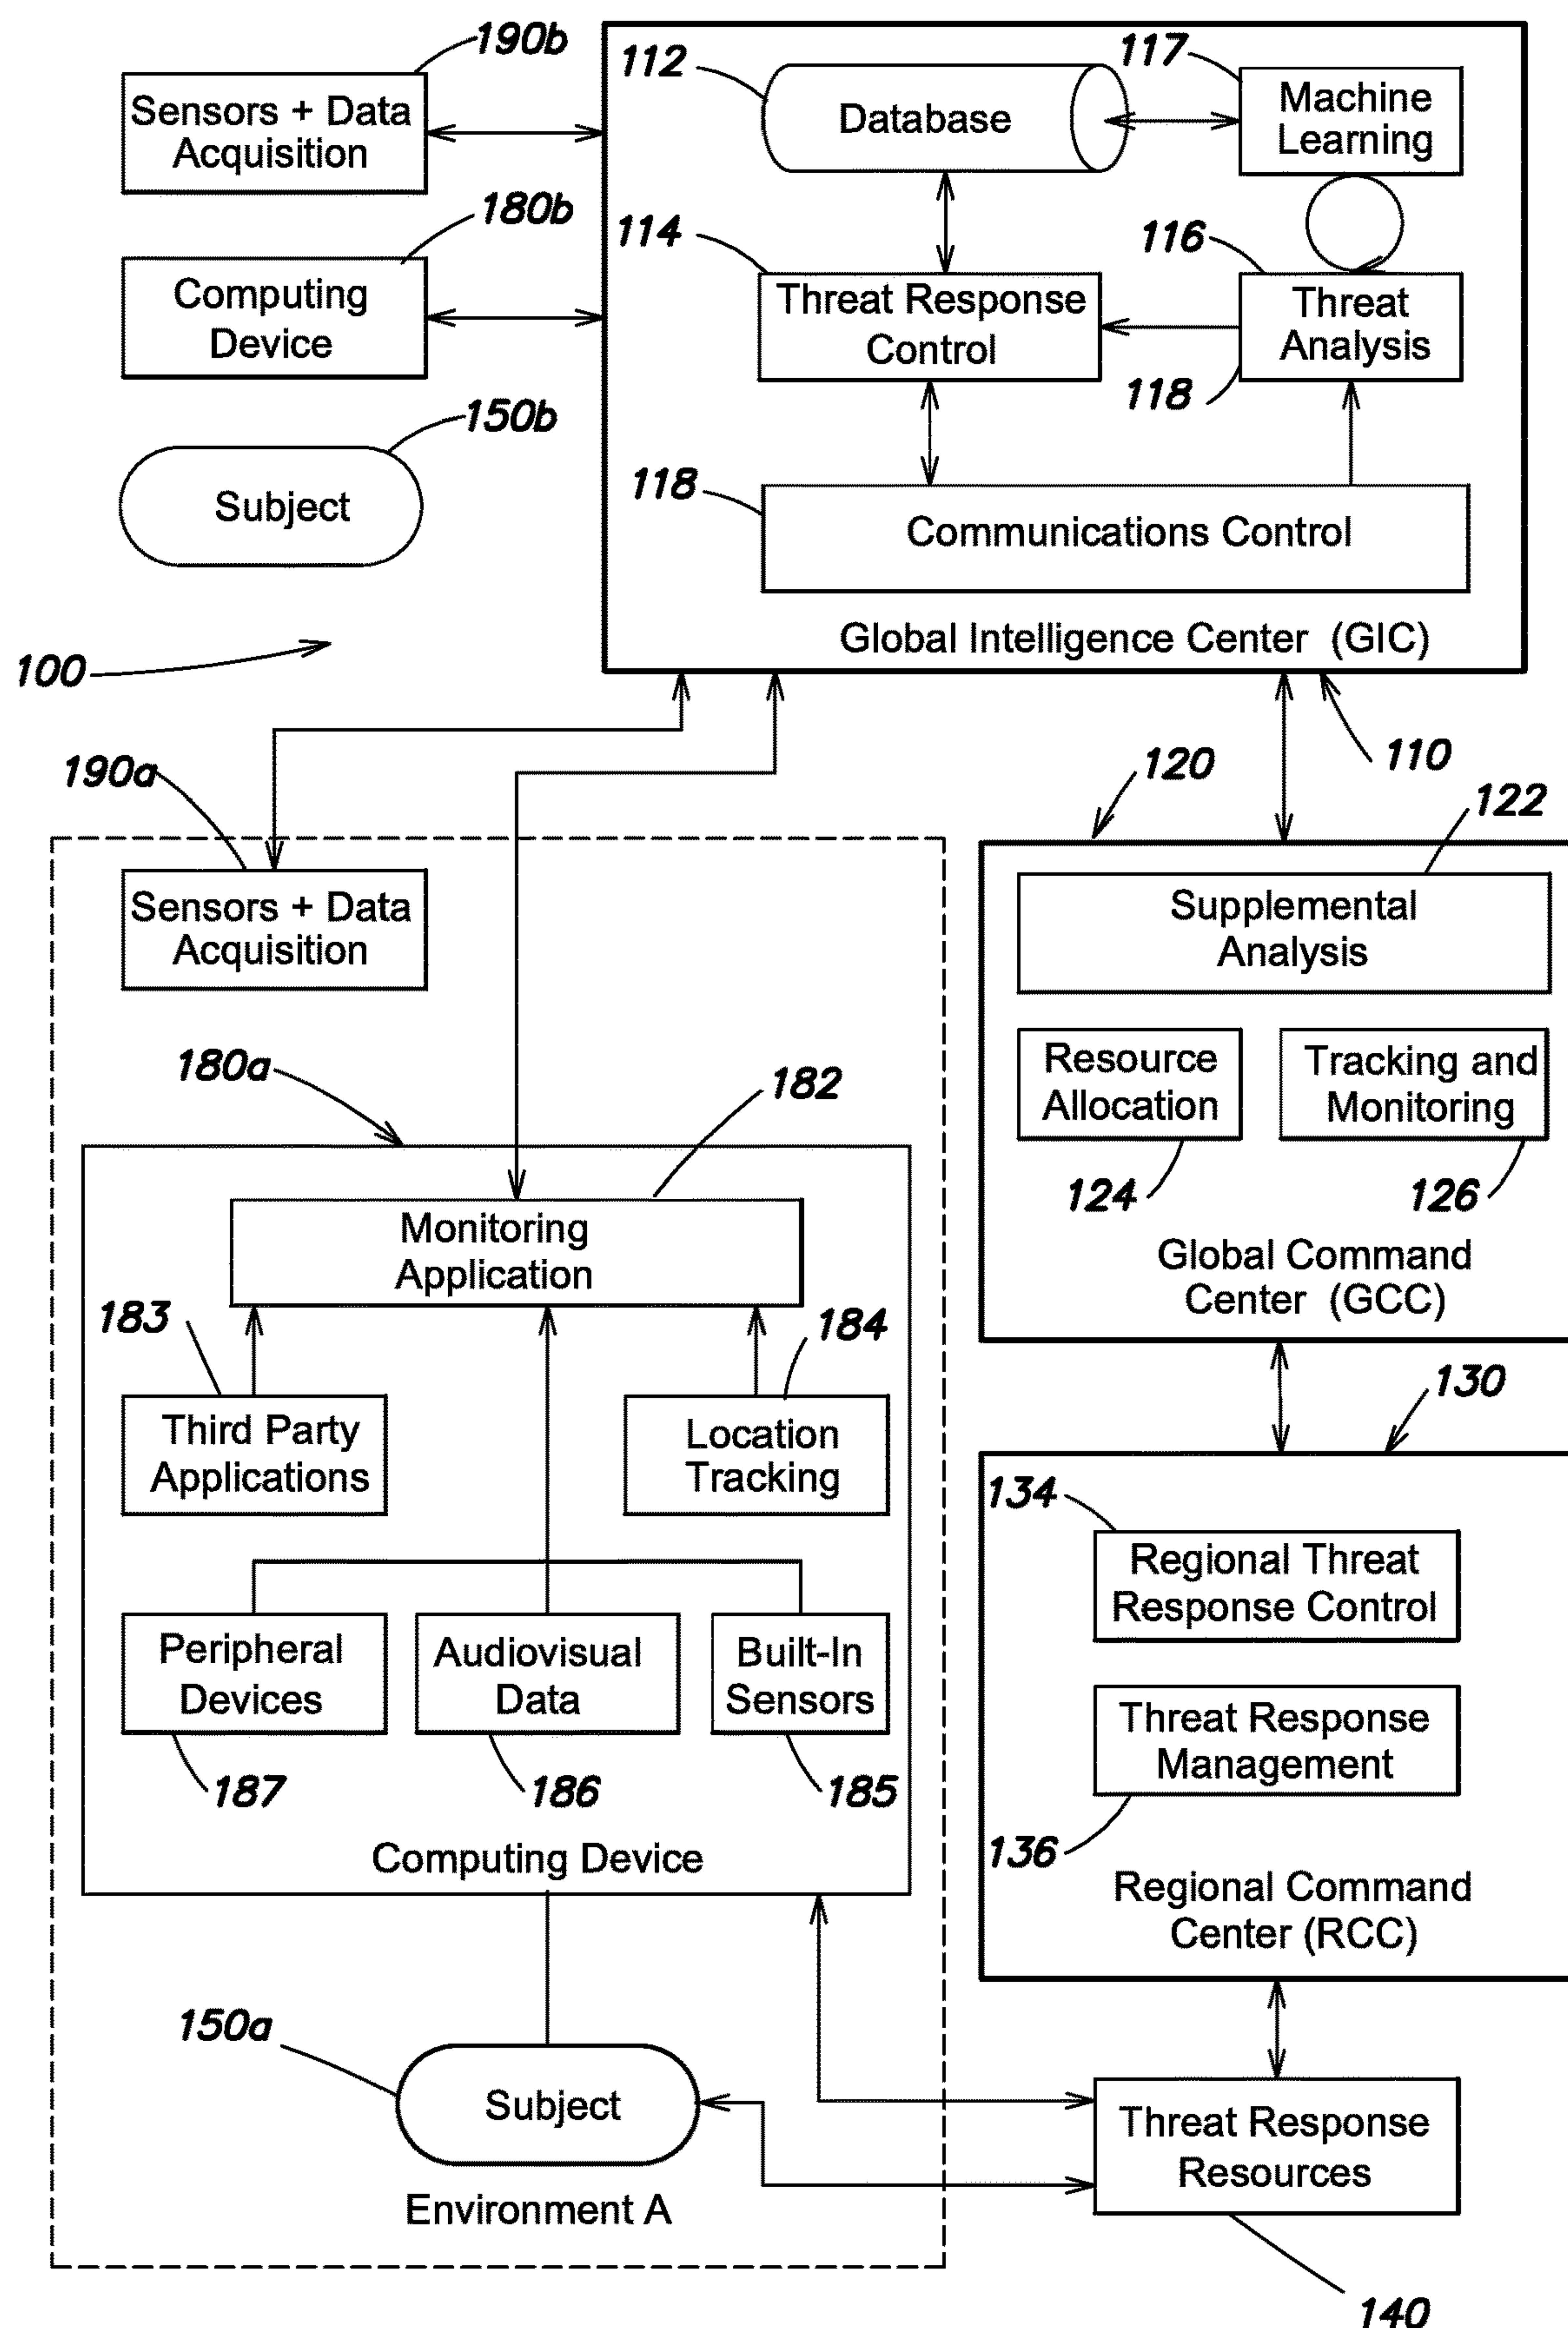 190b
Sensors + Data
Acquisition
180b
Computing
Device
150b
Subject
100
112
Database
117
Machine
Learning
114
Threat Response
Control
116
Threat
Analysis
118
118
Communications Control
Global Intelligence Center (GIC)
110
190a
Sensors + Data
Acquisition
180a
182
Monitoring
Application
183
Third Party
Applications
184
Location
Tracking
Peripheral
Devices
Audiovisual
Data
Built-In
Sensors
187
186
185
Computing Device
150a
Subject
Environment A
120
122
Supplemental
Analysis
Resource
Allocation
Tracking and
Monitoring
124
126
Global Command
Center (GCC)
130
134
Regional Threat
Response Control
Threat Response
Management
136
Regional Command
Center (RCC)
Threat Response
Resources
140